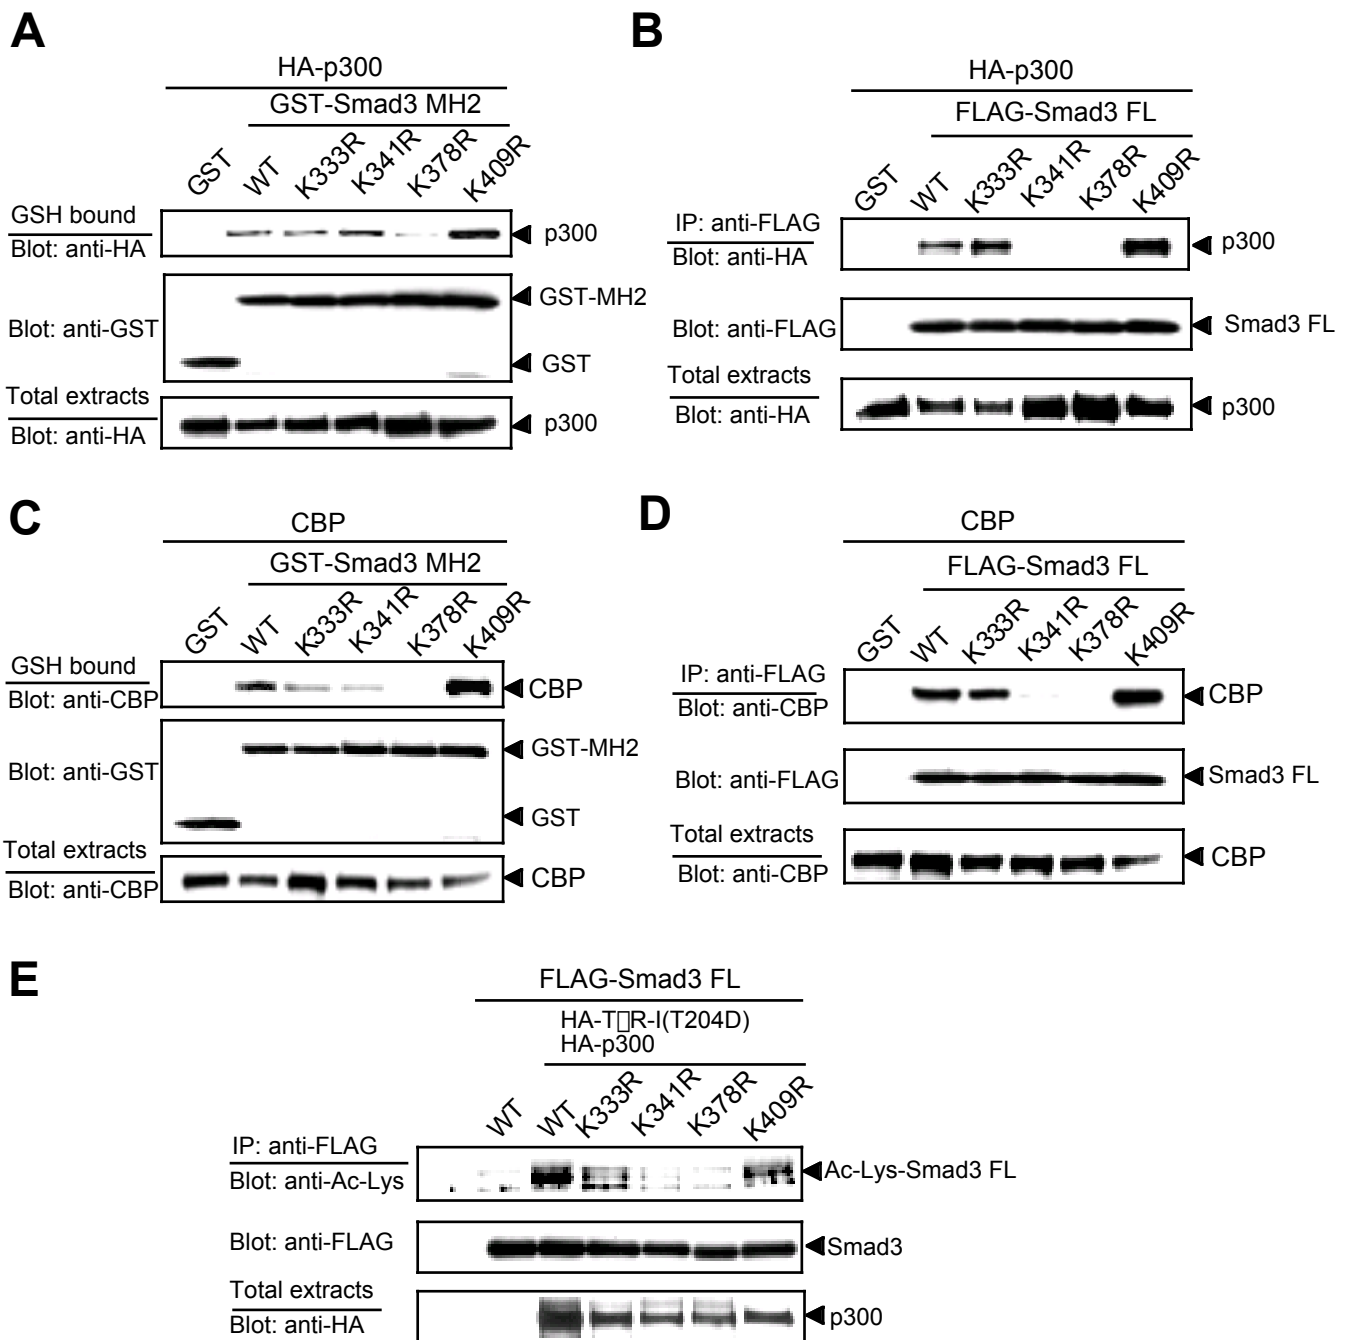 A
HA-p300
GST-Smad3 MH2
GST WT K333R K341R K378R K409R
GSH bound
Blot: anti-HA
p300
Blot: anti-GST
GST-MH2
GST
Total extracts
Blot: anti-HA
p300
B
HA-p300
FLAG-Smad3 FL
GST WT K333R K341R K378R K409R
IP: anti-FLAG
Blot: anti-HA
p300
Blot: anti-FLAG
Smad3 FL
Total extracts
Blot: anti-HA
p300
C
CBP
GST-Smad3 MH2
GST WT K333R K341R K378R K409R
GSH bound
Blot: anti-CBP
CBP
Blot: anti-GST
GST-MH2
GST
Total extracts
Blot: anti-CBP
CBP
D
CBP
FLAG-Smad3 FL
GST WT K333R K341R K378R K409R
IP: anti-FLAG
Blot: anti-CBP
CBP
Blot: anti-FLAG
Smad3 FL
Total extracts
Blot: anti-CBP
CBP
E
FLAG-Smad3 FL
HA-T▯R-I(T204D)
HA-p300
WT WT K333R K341R K378R K409R
IP: anti-FLAG
Blot: anti-Ac-Lys
Ac-Lys-Smad3 FL
Blot: anti-FLAG
Smad3
Total extracts
Blot: anti-HA
p300